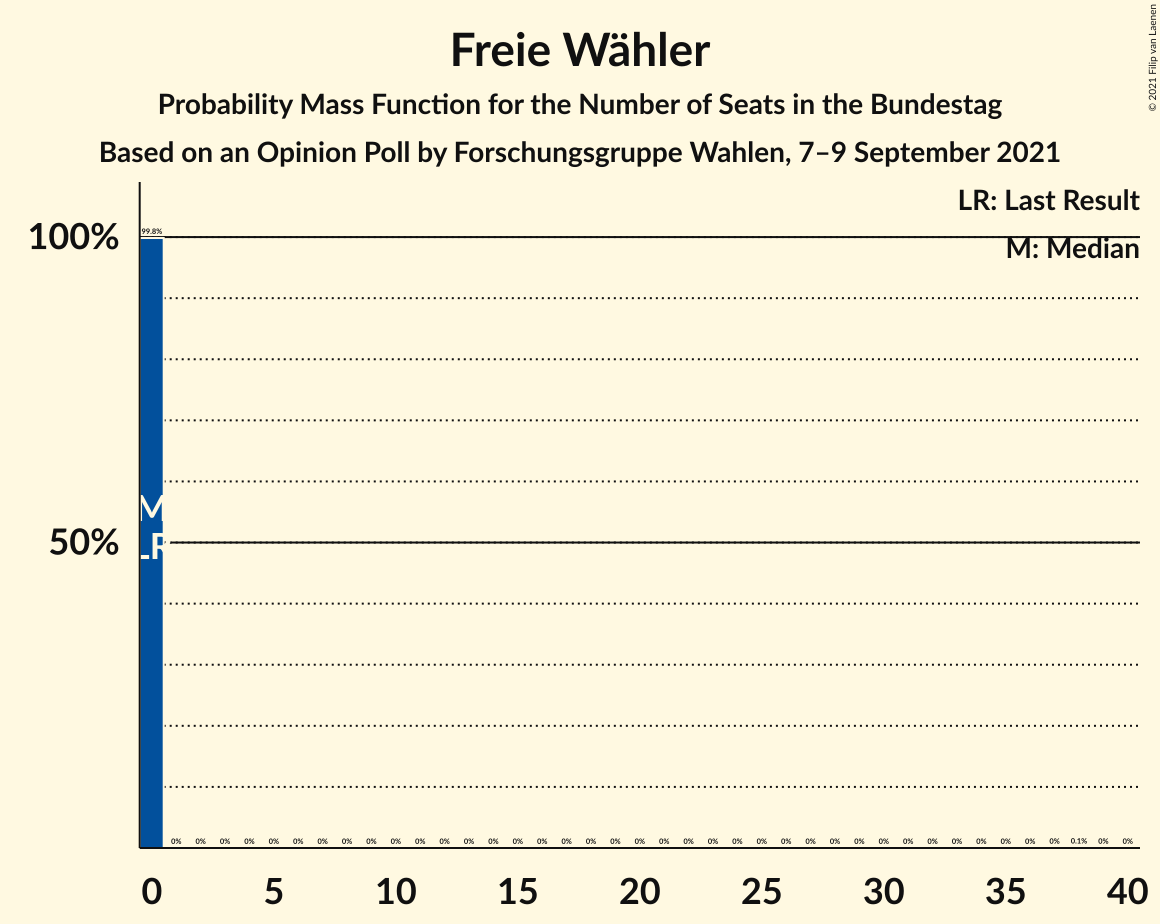 Freie Wähler
Probability Mass Function for the Number of Seats in the Bundestag
Based on an Opinion Poll by Forschungsgruppe Wahlen, 7–9 September 2021
© 2021 Filip van Laenen
LR: Last Result
M: Median
100%
99.8%
M
50%
LR
0% 0% 0% 0% 0% 0% 0% 0% 0% 0% 0% 0% 0% 0% 0% 0% 0% 0% 0% 0% 0% 0% 0% 0% 0% 0% 0% 0% 0% 0% 0% 0% 0% 0% 0% 0% 0% 0.1% 0% 0%
0 5 10 15 20 25 30 35 40